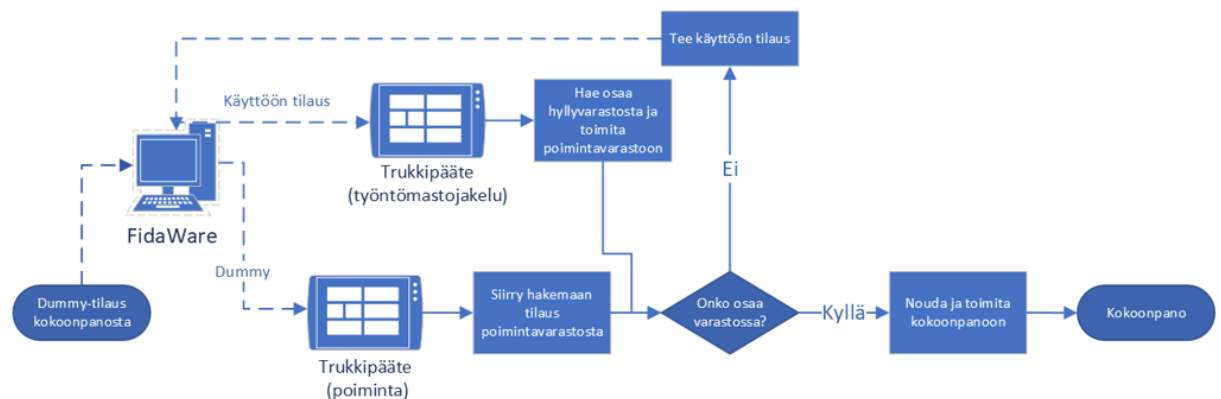 Tee käyttöön tilaus
Käyttöön tilaus
Hae osaa
hyllyvarastosta ja
toimita
poimintavarastoon
Trukkipääte
(työntömastojakelu)
Ei
FidaWare
Dummy
Dummy-tilaus
kokoonpanosta
Trukkipääte
(poiminta)
Siirry hakemaan
tilaus
poimintavarastosta
Onko osaa
varastossa?
Kyllä
Nouda ja toimita
kokoonpanoon
Kokoonpano